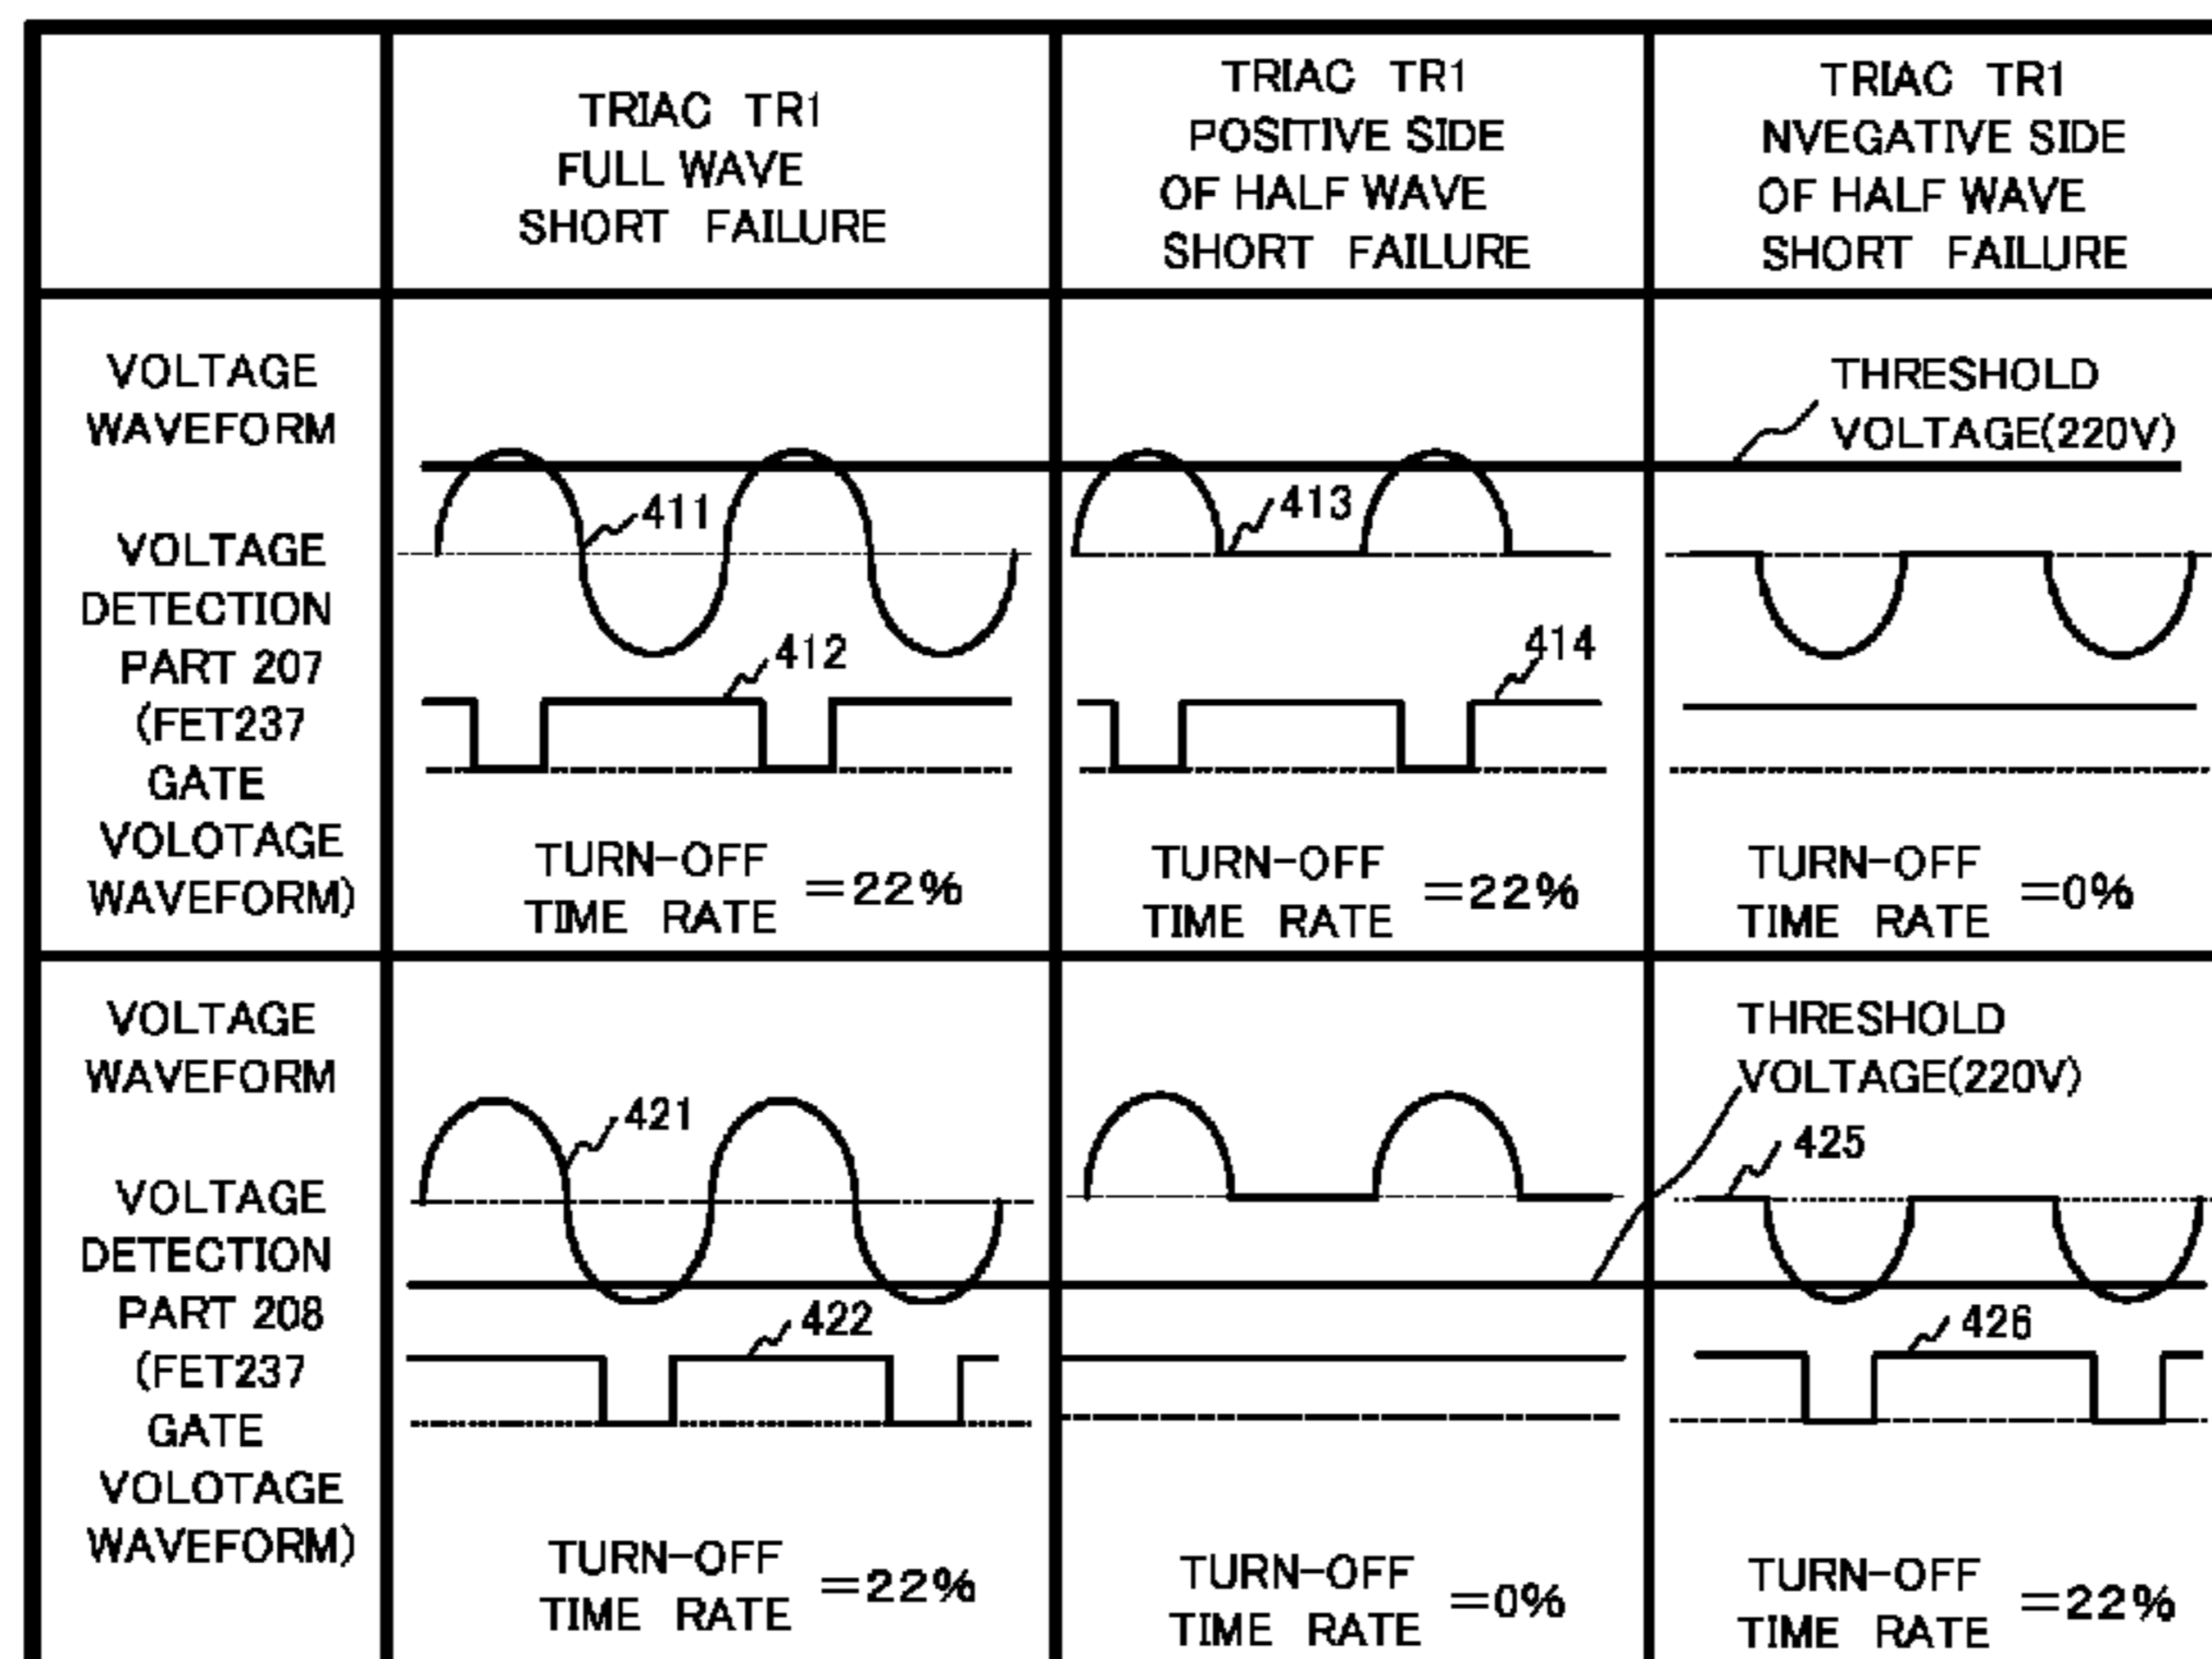 TRIAC TR1
FULL WAVE
SHORT FAILURE
TRIAC TR1
POSITIVE SIDE
OF HALF WAVE
SHORT FAILURE
TRIAC TR1
NVEGATIVE SIDE
OF HALF WAVE
SHORT FAILURE
VOLTAGE
WAVEFORM
VOLTAGE
DETECTION
PART 207
(FET237
GATE
VOLOTAGE
WAVEFORM)
411
412
TURN-OFF
TIME RATE =22%
413
414
TURN-OFF
TIME RATE =22%
THRESHOLD
VOLTAGE(220V)
TURN-OFF
TIME RATE =0%
VOLTAGE
WAVEFORM
VOLTAGE
DETECTION
PART 208
(FET237
GATE
VOLOTAGE
WAVEFORM)
421
422
TURN-OFF
TIME RATE =22%
TURN-OFF
TIME RATE =0%
THRESHOLD
VOLTAGE(220V)
425
426
TURN-OFF
TIME RATE =22%